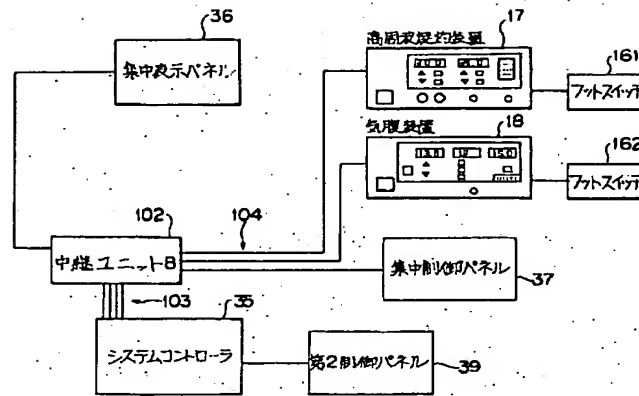 36
集中表示パネル
高周波焼灼装置
17
161
フットスイッチ
気腹装置
18
162
フットスイッチ
102
中継ユニットB
104
集中制御パネル
37
103
35
システムコントローラ
第2制御パネル
39